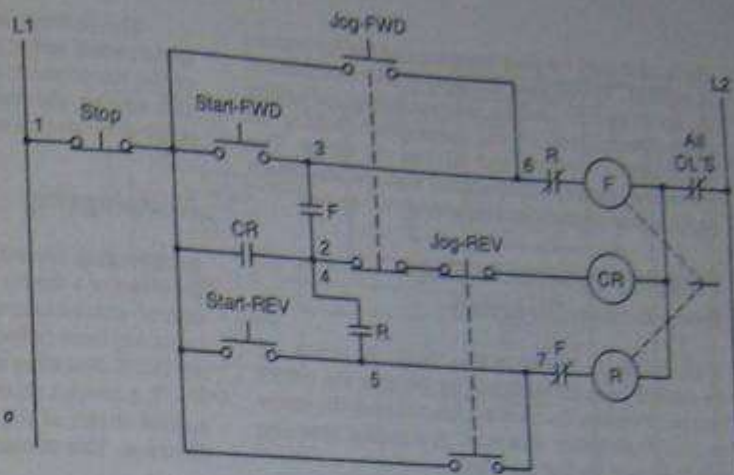 L1
Jog-FWD
L2
1
Stop
Start-FWD
3
6
R
F
All
OL'S
F
CR
2
4
Jog-REV
CR
Start-REV
R
5
7
F
R
o